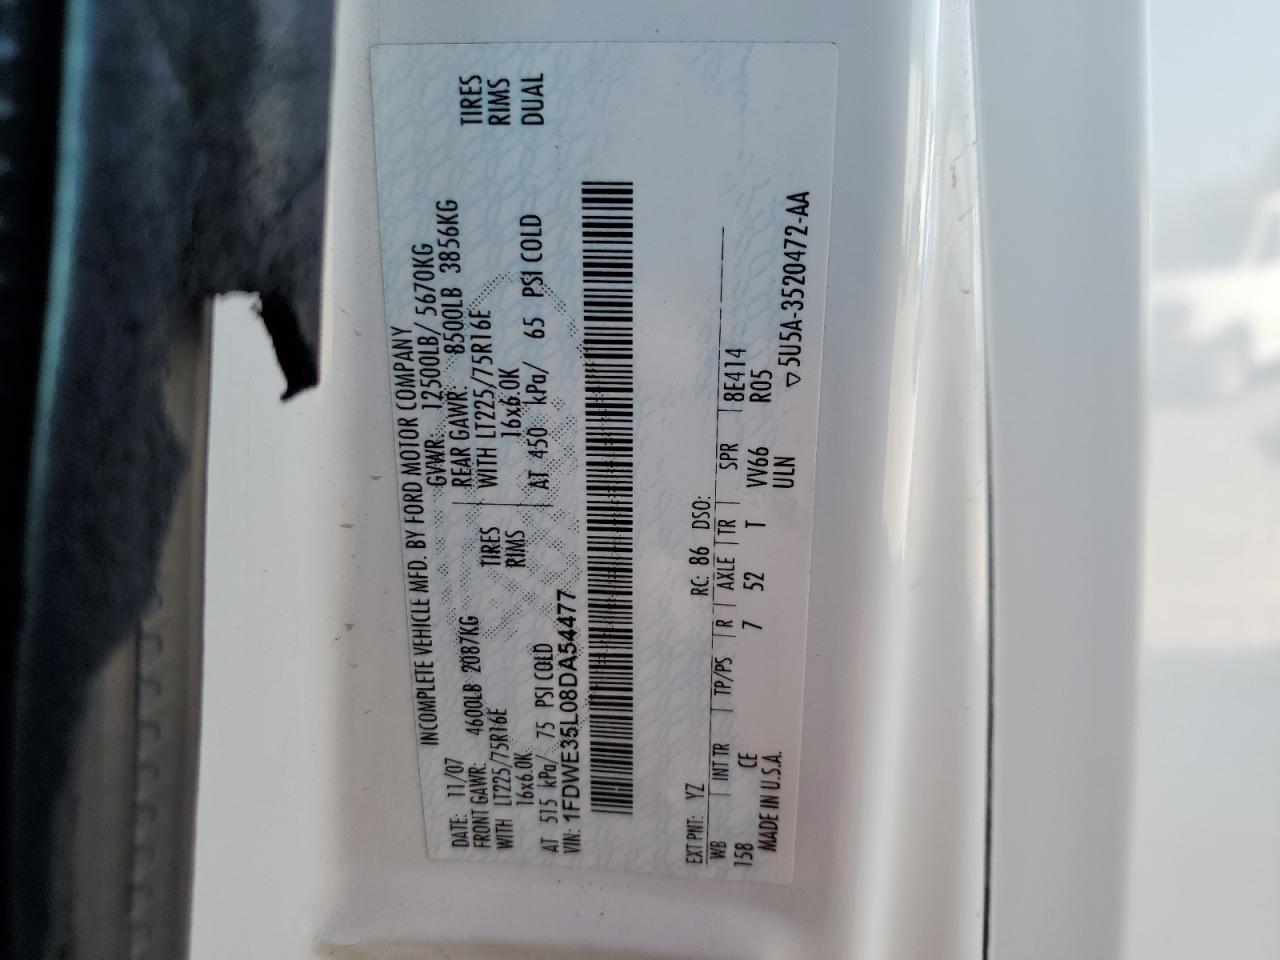 INCOMPLETE VEHICLE MFD. BY FORD MOTOR COMPANY
DATE: 11/07 GVWR: 12500LB/ 5670KG
FRONT GAWR: 4600LB 2087KG REAR GAWR: 8500LB 3856KG
WITH LT225/75R16E TIRES WITH LT225/75R16E TIRES
16x6.0K RIMS 16x6.0K RIMS
AT 515 kPa/ 75 PSI COLD AT 450 kPa/ 65 PSI COLD DUAL
VIN: 1FDWE35L08DA54477
EXT PNT: YZ RC: 86 DSO:
WB INT TR TP/PS R AXLE TR SPR 8E414
158 CE 7 52 T VV66 R05
MADE IN U.S.A. ULN
▽5U5A-3520472-AA